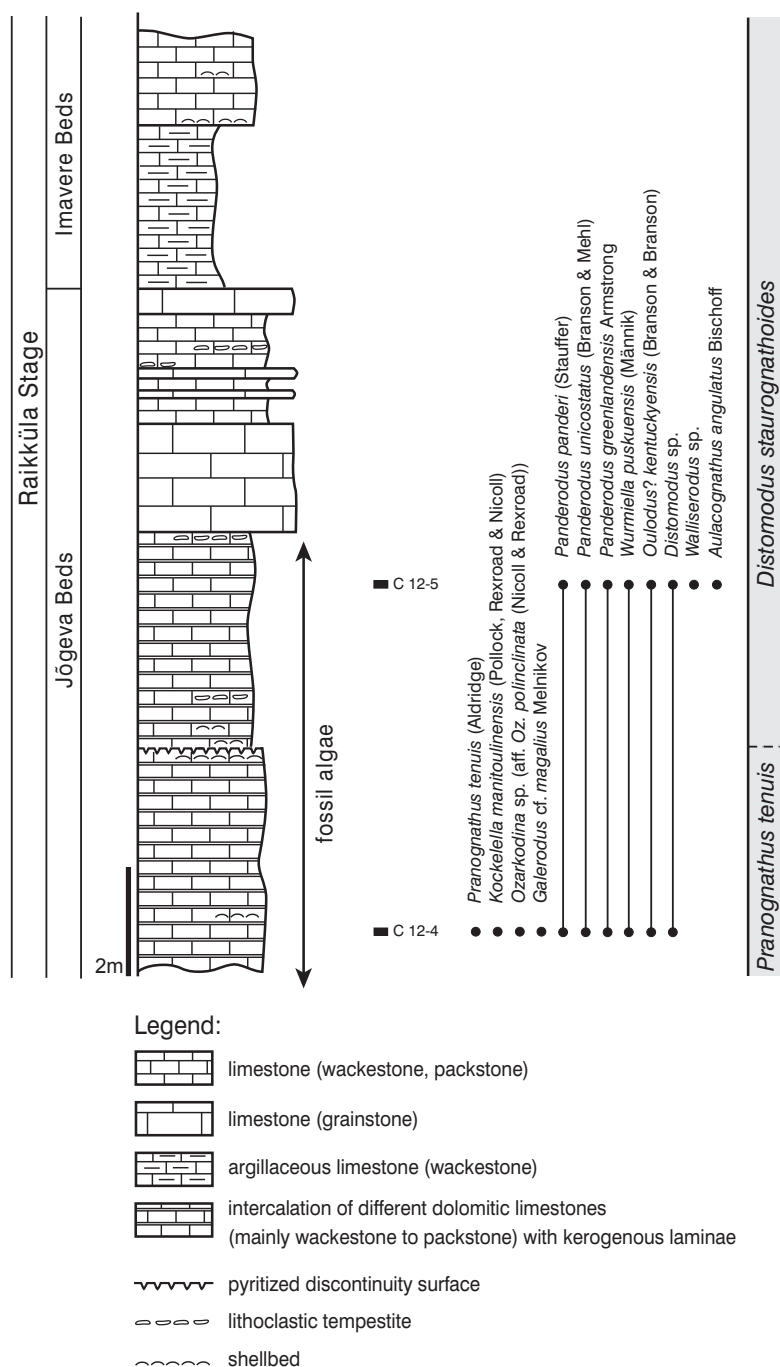 Raikküla Stage
Imavere Beds
Jõgeva Beds
2m
fossil algae
C 12-5
C 12-4
Pranognathus tenuis (Aldridge)
Kockelella manitoulinensis (Pollock, Rexroad & Nicoll)
Ozarkodina sp. (aff. Oz. polinclinata (Nicoll & Rexroad))
Galerodus cf. magalius Melnikov
Panderodus panderi (Stauffer)
Panderodus unicostatus (Branson & Mehl)
Panderodus greenlandensis Armstrong
Wurmiella puskuensis (Männik)
Oulodus? kentuckyensis (Branson & Branson)
Distomodus sp.
Walliserodus sp.
Aulacognathus angulatus Bischoff
Distomodus staurognathoides
Pranognathus tenuis
Legend:
limestone (wackestone, packstone)
limestone (grainstone)
argillaceous limestone (wackestone)
intercalation of different dolomitic limestones
(mainly wackestone to packstone) with kerogenous laminae
pyritized discontinuity surface
lithoclastic tempestite
shellbed